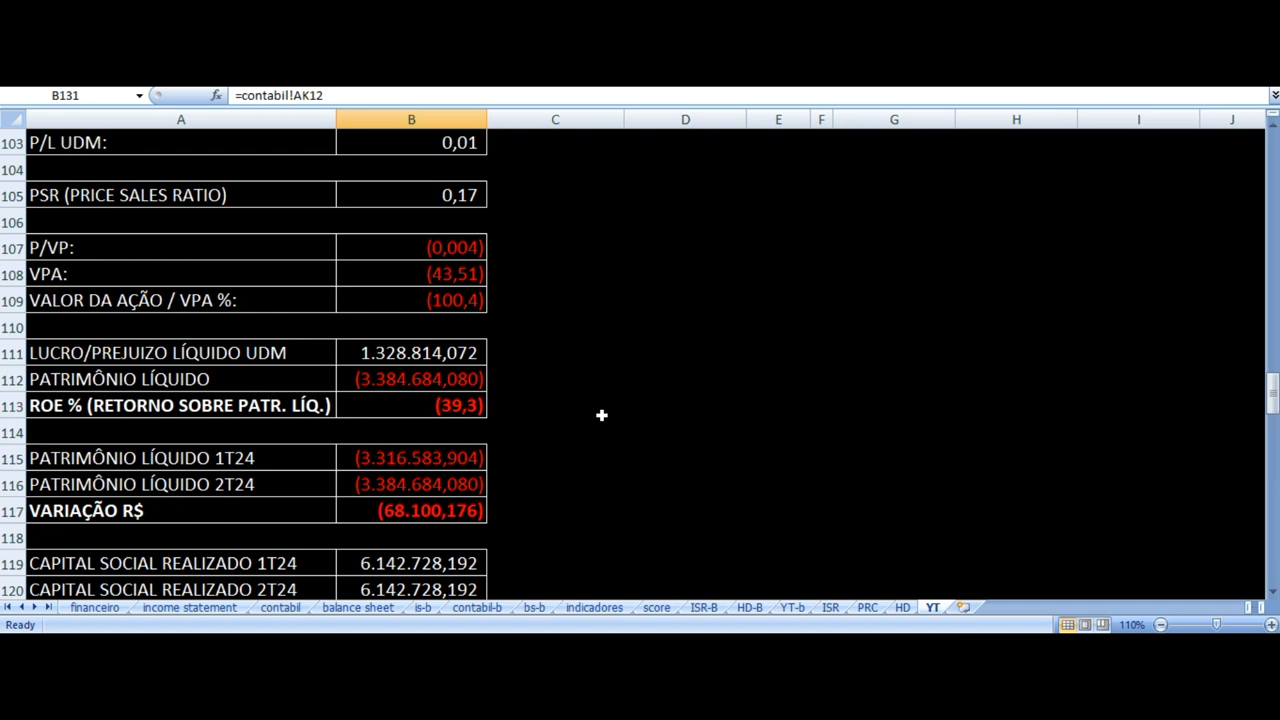 B131 fx =contabil!AK12
A B C D E F G H I J
103 P/L UDM: 0,01
104
105 PSR (PRICE SALES RATIO) 0,17
106
107 P/VP: (0,004)
108 VPA: (43,51)
109 VALOR DA AÇÃO / VPA %: (100,4)
110
111 LUCRO/PREJUIZO LÍQUIDO UDM 1.328.814,072
112 PATRIMÔNIO LÍQUIDO (3.384.684,080)
113 ROE % (RETORNO SOBRE PATR. LÍQ.) (39,3)
114
115 PATRIMÔNIO LÍQUIDO 1T24 (3.316.583,904)
116 PATRIMÔNIO LÍQUIDO 2T24 (3.384.684,080)
117 VARIAÇÃO R$ (68.100,176)
118
119 CAPITAL SOCIAL REALIZADO 1T24 6.142.728,192
120 CAPITAL SOCIAL REALIZADO 2T24 6.142.728,192
financeiro income statement contabil balance sheet is-b contabil-b bs-b indicadores score ISR-B HD-B YT-b ISR PRC HD YT
Ready 110%